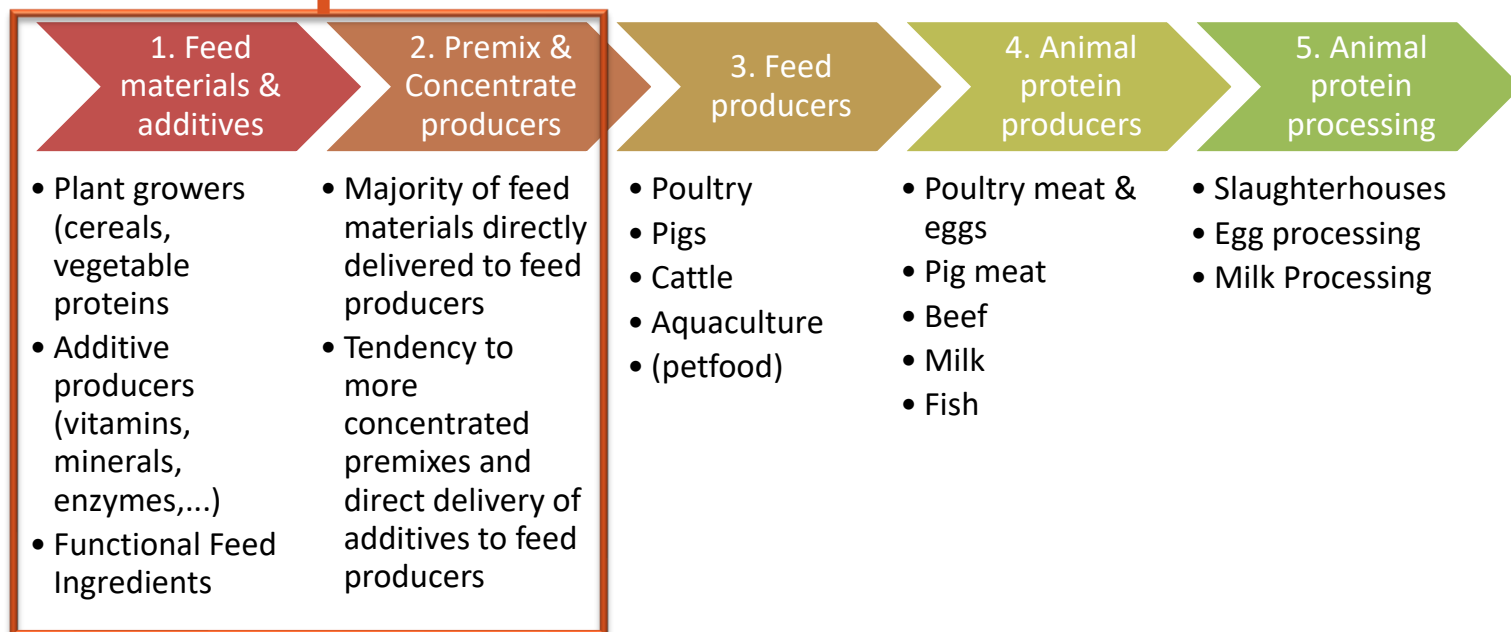 1. Feed
materials &
additives
2. Premix &
Concentrate
producers
3. Feed
producers
4. Animal
protein
producers
5. Animal
protein
processing
• Plant growers
(cereals,
vegetable
proteins
• Additive
producers
(vitamins,
minerals,
enzymes,...)
• Functional Feed
Ingredients
• Majority of feed
materials directly
delivered to feed
producers
• Tendency to
more
concentrated
premixes and
direct delivery of
additives to feed
producers
• Poultry
• Pigs
• Cattle
• Aquaculture
• (petfood)
• Poultry meat &
eggs
• Pig meat
• Beef
• Milk
• Fish
• Slaughterhouses
• Egg processing
• Milk Processing